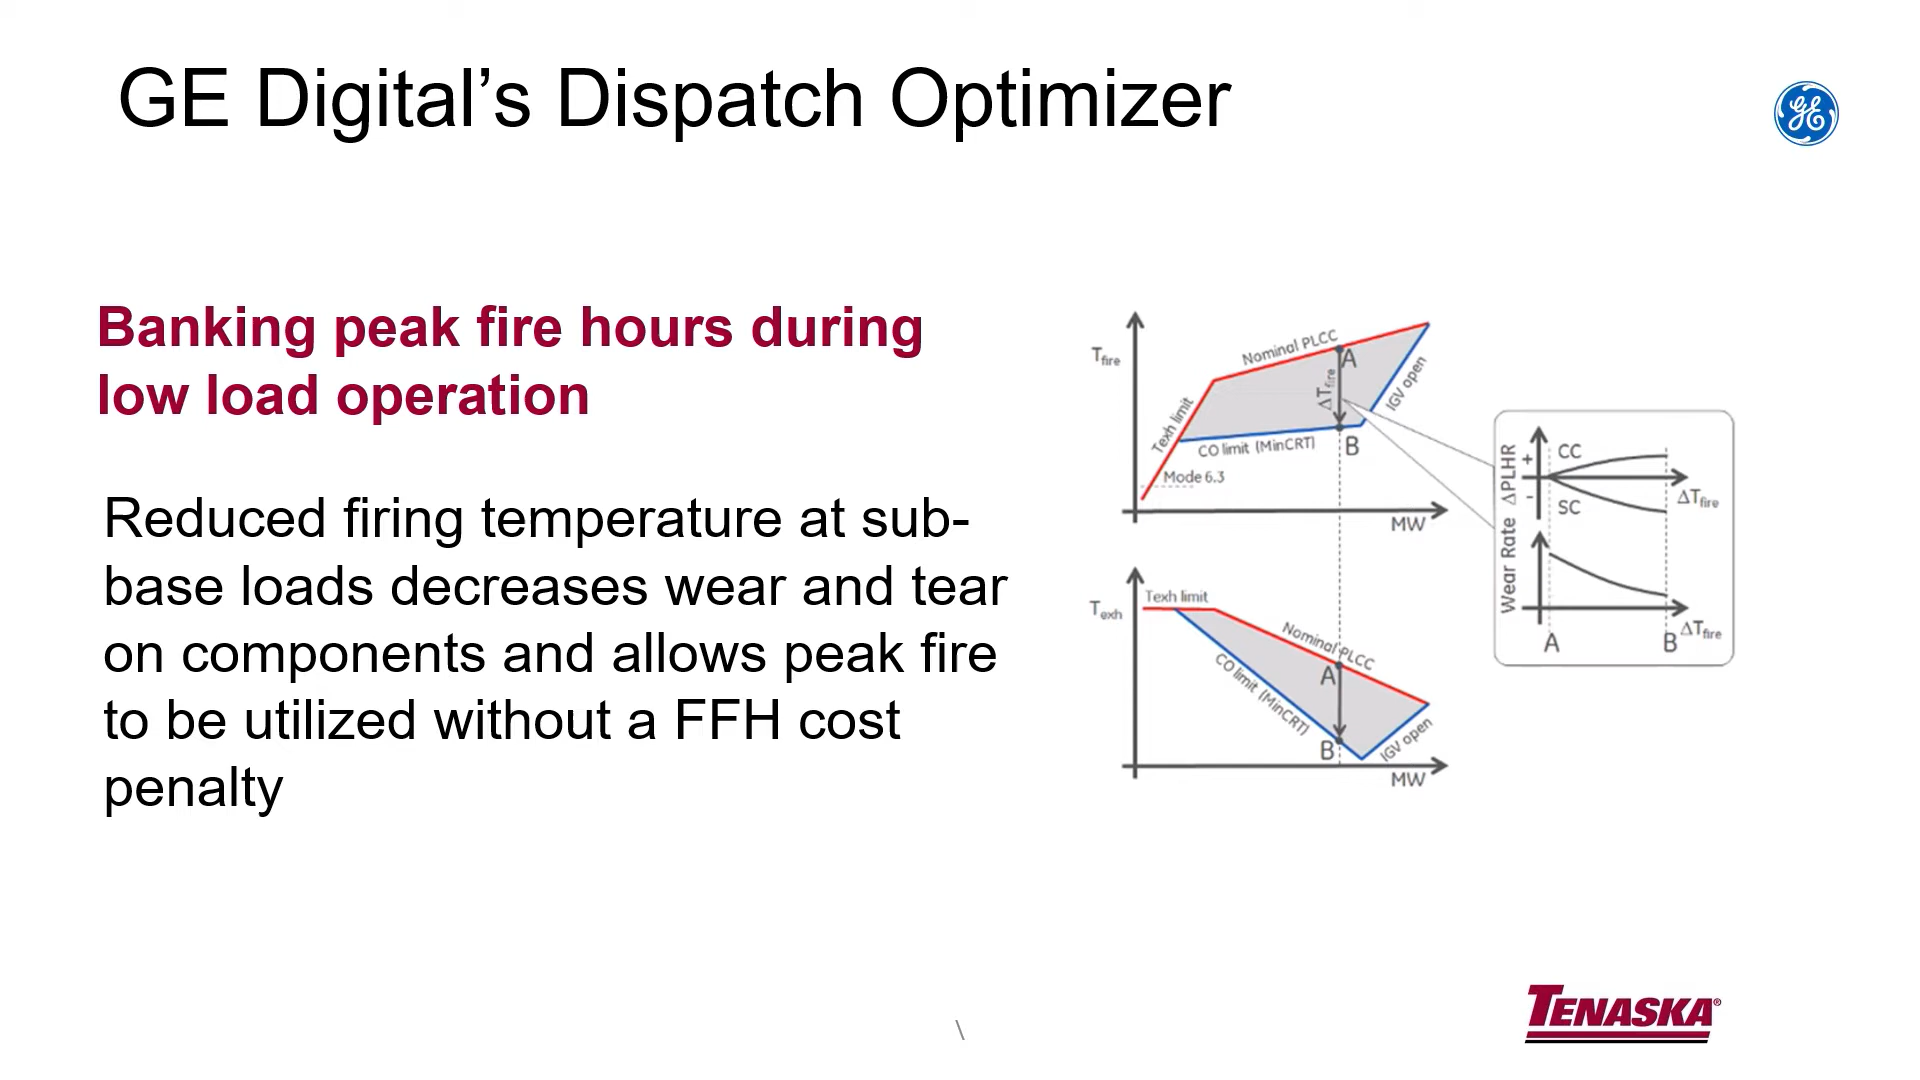 GE Digital’s Dispatch Optimizer
GE
Banking peak fire hours during
low load operation
Reduced firing temperature at sub-
base loads decreases wear and tear
on components and allows peak fire
to be utilized without a FFH cost
penalty
Tfire
Nominal PLCC
A
ΔTfire
IGV open
Texh limit
CO limit (MinCRT)
B
Mode 6.3
MW
Texh
Texh limit
Nominal PLCC
A
CO limit (MinCRT)
B
IGV open
MW
ΔPLHR
+
CC
-
SC
ΔTfire
Wear Rate
ΔTfire
A
B
TENASKA®
\